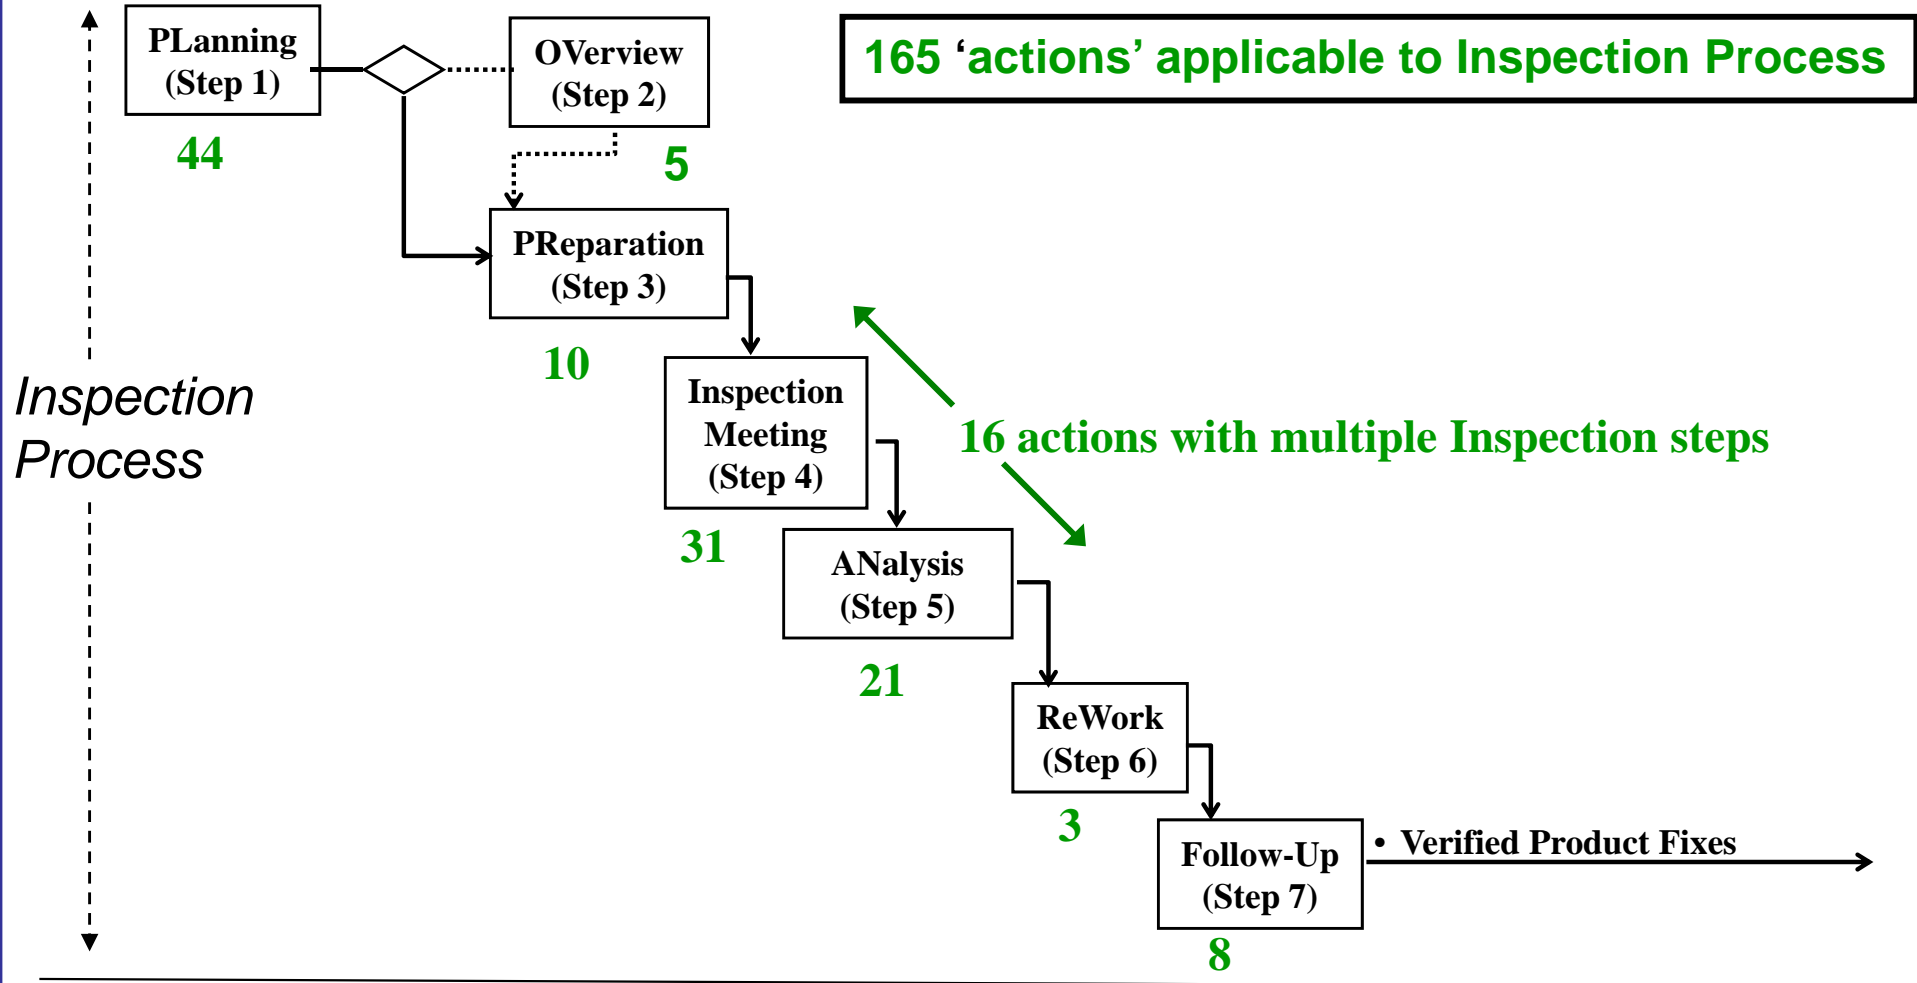 PLanning
(Step 1)
44
OVerview
(Step 2)
5
165 ‘actions’ applicable to Inspection Process
PReparation
(Step 3)
10
Inspection
Process
Inspection
Meeting
(Step 4)
31
16 actions with multiple Inspection steps
ANalysis
(Step 5)
21
ReWork
(Step 6)
3
Follow-Up
(Step 7)
8
• Verified Product Fixes